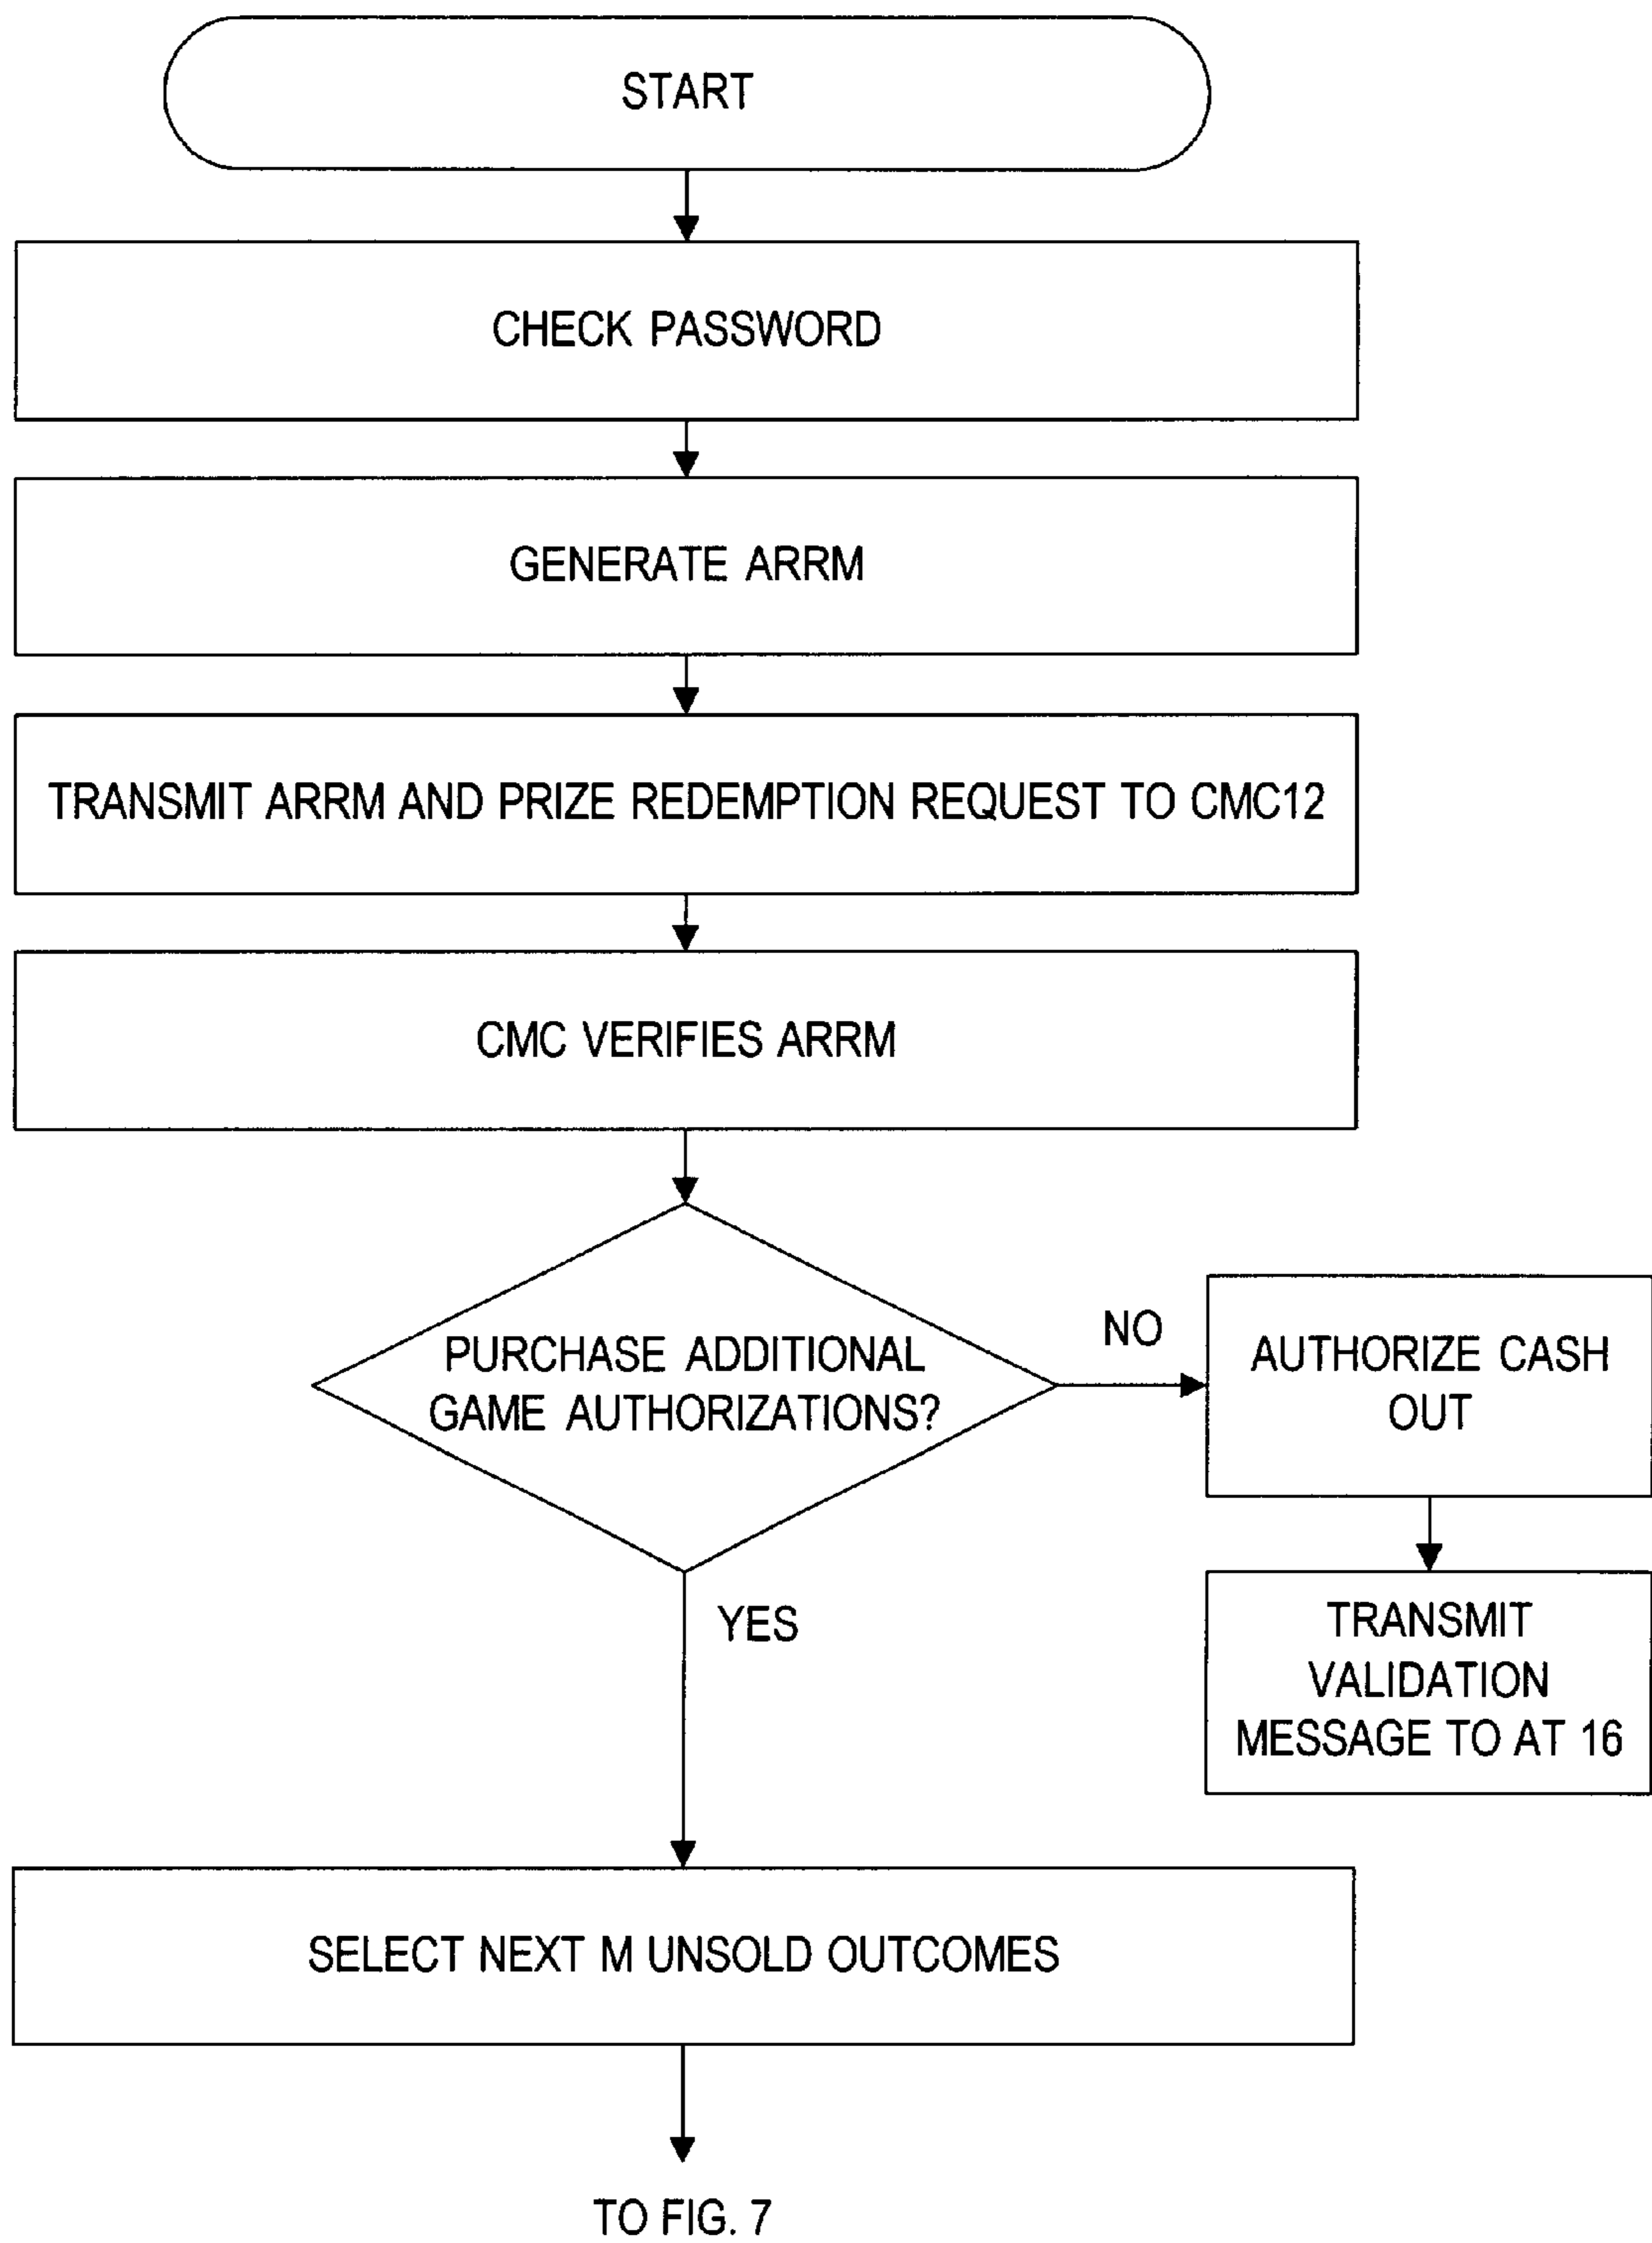 START
CHECK PASSWORD
GENERATE ARRM
TRANSMIT ARRM AND PRIZE REDEMPTION REQUEST TO CMC12
CMC VERIFIES ARRM
PURCHASE ADDITIONAL
GAME AUTHORIZATIONS?
NO
AUTHORIZE CASH
OUT
TRANSMIT
VALIDATION
MESSAGE TO AT 16
YES
SELECT NEXT M UNSOLD OUTCOMES
TO FIG. 7